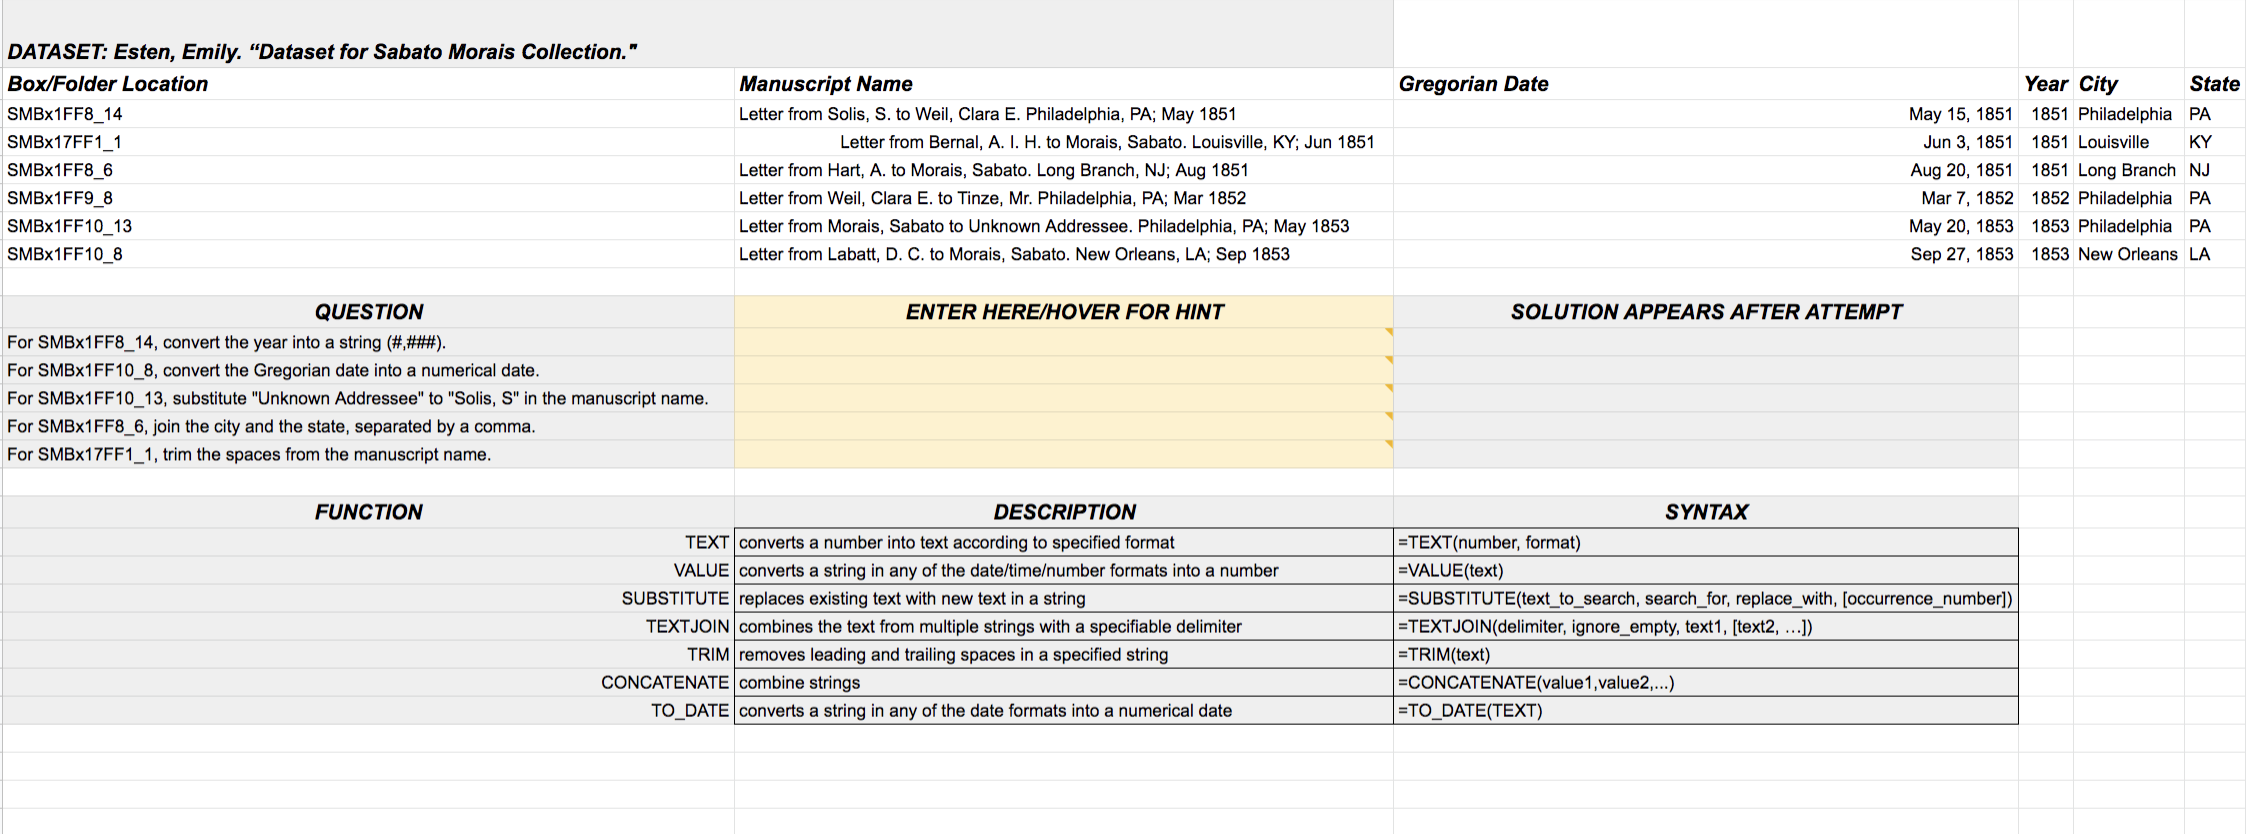 DATASET: Esten, Emily. “Dataset for Sabato Morais Collection."
Box/Folder Location Manuscript Name Gregorian Date Year City State
SMBx1FF8_14 Letter from Solis, S. to Weil, Clara E. Philadelphia, PA; May 1851 May 15, 1851 1851 Philadelphia PA
SMBx17FF1_1 Letter from Bernal, A. I. H. to Morais, Sabato. Louisville, KY; Jun 1851 Jun 3, 1851 1851 Louisville KY
SMBx1FF8_6 Letter from Hart, A. to Morais, Sabato. Long Branch, NJ; Aug 1851 Aug 20, 1851 1851 Long Branch NJ
SMBx1FF9_8 Letter from Weil, Clara E. to Tinze, Mr. Philadelphia, PA; Mar 1852 Mar 7, 1852 1852 Philadelphia PA
SMBx1FF10_13 Letter from Morais, Sabato to Unknown Addressee. Philadelphia, PA; May 1853 May 20, 1853 1853 Philadelphia PA
SMBx1FF10_8 Letter from Labatt, D. C. to Morais, Sabato. New Orleans, LA; Sep 1853 Sep 27, 1853 1853 New Orleans LA
QUESTION ENTER HERE/HOVER FOR HINT SOLUTION APPEARS AFTER ATTEMPT
For SMBx1FF8_14, convert the year into a string (#,###).
For SMBx1FF10_8, convert the Gregorian date into a numerical date.
For SMBx1FF10_13, substitute "Unknown Addressee" to "Solis, S" in the manuscript name.
For SMBx1FF8_6, join the city and the state, separated by a comma.
For SMBx17FF1_1, trim the spaces from the manuscript name.
FUNCTION DESCRIPTION SYNTAX
TEXT converts a number into text according to specified format =TEXT(number, format)
VALUE converts a string in any of the date/time/number formats into a number =VALUE(text)
SUBSTITUTE replaces existing text with new text in a string =SUBSTITUTE(text_to_search, search_for, replace_with, [occurrence_number])
TEXTJOIN combines the text from multiple strings with a specifiable delimiter =TEXTJOIN(delimiter, ignore_empty, text1, [text2, …])
TRIM removes leading and trailing spaces in a specified string =TRIM(text)
CONCATENATE combine strings =CONCATENATE(value1,value2,...)
TO_DATE converts a string in any of the date formats into a numerical date =TO_DATE(TEXT)